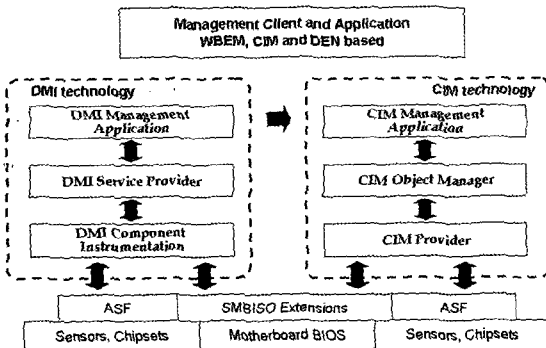 Management Client and Application
WBEM, CIM and DEN based
DMI technology
DMI Management
Application
DMI Service Provider
DMI Component
Instrumentation
CIM technology
CIM Management
Application
CIM Object Manager
CIM Provider
ASF
SMBISO Extensions
ASF
Sensors, Chipsets
Motherboard BIOS
Sensors, Chipsets